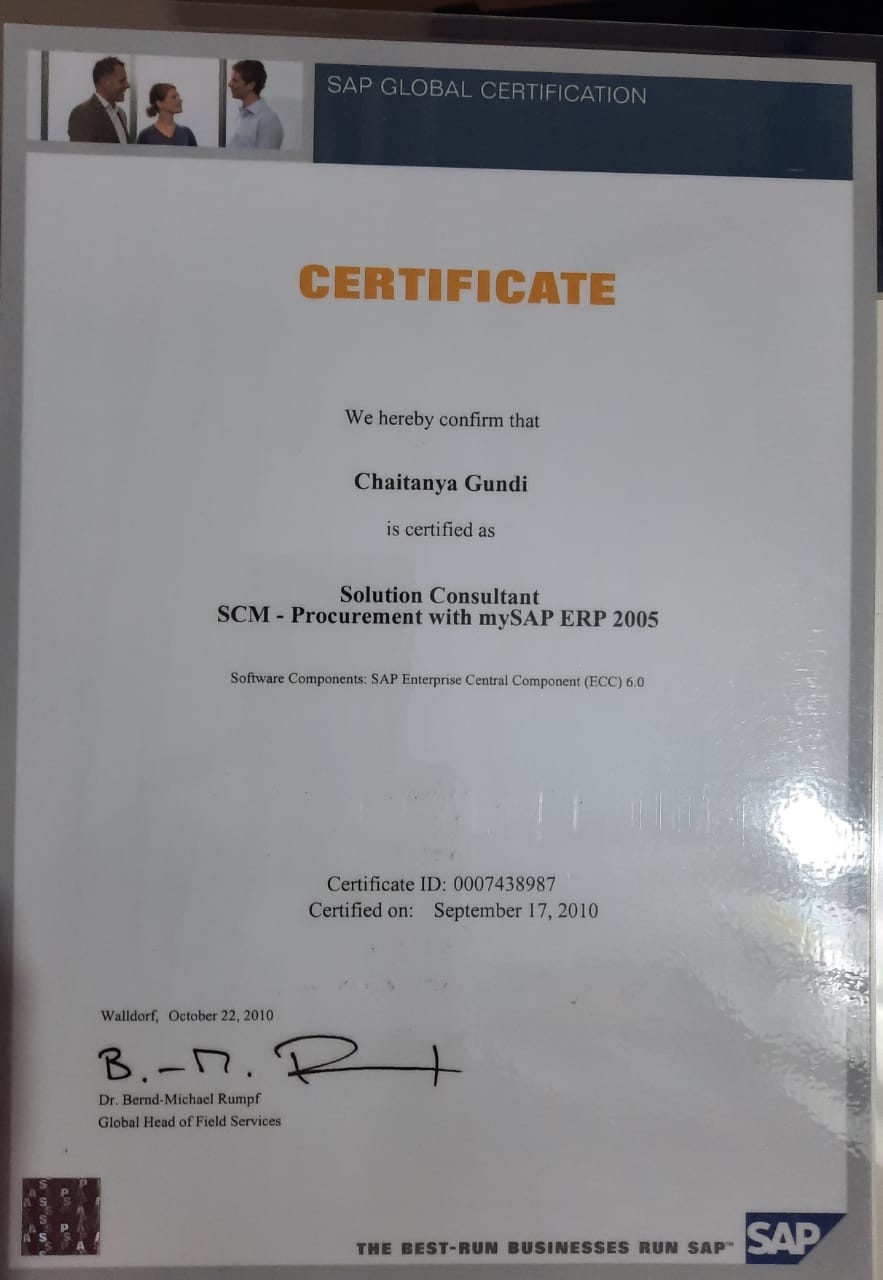 SAP GLOBAL CERTIFICATION
CERTIFICATE
We hereby confirm that
Chaitanya Gundi
is certified as
Solution Consultant
SCM - Procurement with mySAP ERP 2005
Software Components: SAP Enterprise Central Component (ECC) 6.0
Certificate ID: 0007438987
Certified on: September 17, 2010
Walldorf, October 22, 2010
B.-M. R
Dr. Bernd-Michael Rumpf
Global Head of Field Services
THE BEST-RUN BUSINESSES RUN SAP™
SAP